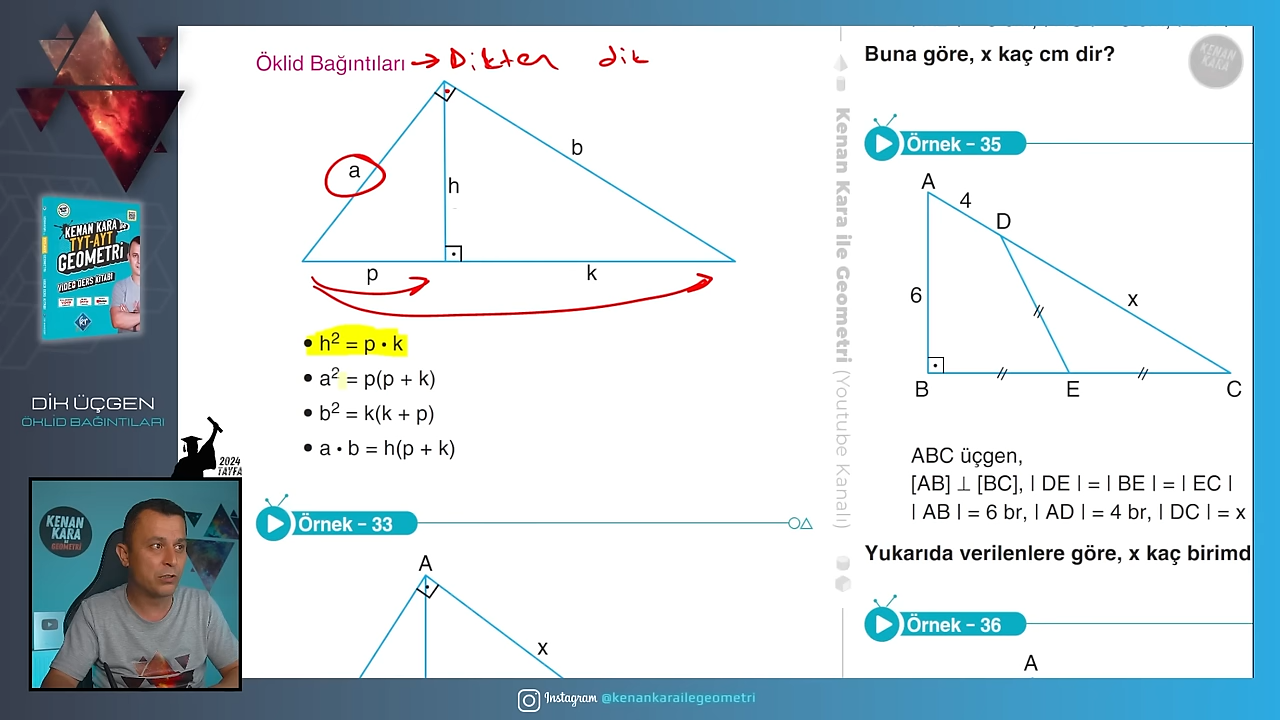 Öklid Bağıntıları → Dikten dik
a
h
b
p
k
• h² = p • k
• a² = p(p + k)
• b² = k(k + p)
• a • b = h(p + k)
Örnek – 33
A
x
Kenan Kara ile Geometri (Youtube Kanalı)
Buna göre, x kaç cm dir?
KENAN KARA
Örnek – 35
A
4
D
6
x
B
E
C
ABC üçgen,
[AB] ⊥ [BC], | DE | = | BE | = | EC |
| AB | = 6 br, | AD | = 4 br, | DC | = x
Yukarıda verilenlere göre, x kaç birimd
Örnek – 36
A
KENAN KARA
TYT-AYT
GEOMETRİ
VİDEO DERS KİTABI
DİK ÜÇGEN
ÖKLİD BAĞINTILARI
2024
TAYFA
KENAN
KARA
GEOMETRİ
Instagram @kenankarailegeometri